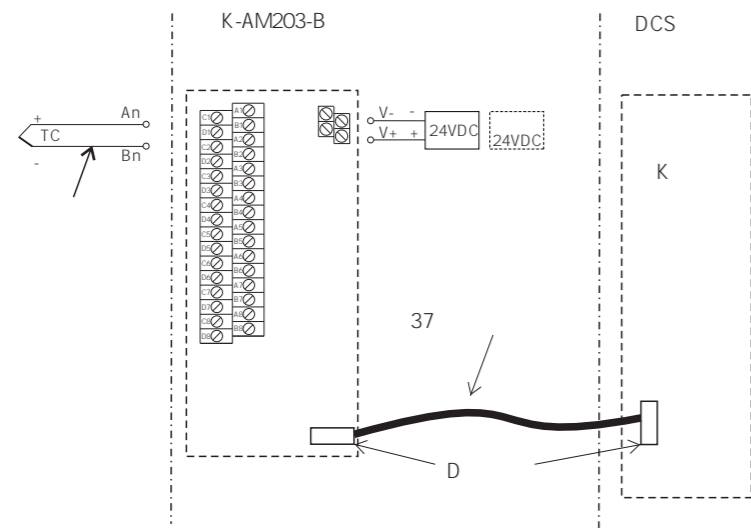 K-AM203-B
DCS
+ An
TC
- Bn
C1
D1
C2
D2
C3
D3
C4
D4
C5
D5
C6
D6
C7
D7
C8
D8
A1
B1
A2
B2
A3
B3
A4
B4
A5
B5
A6
B6
A7
B7
A8
B8
V- -
V+ +
24VDC
24VDC
K
37
D